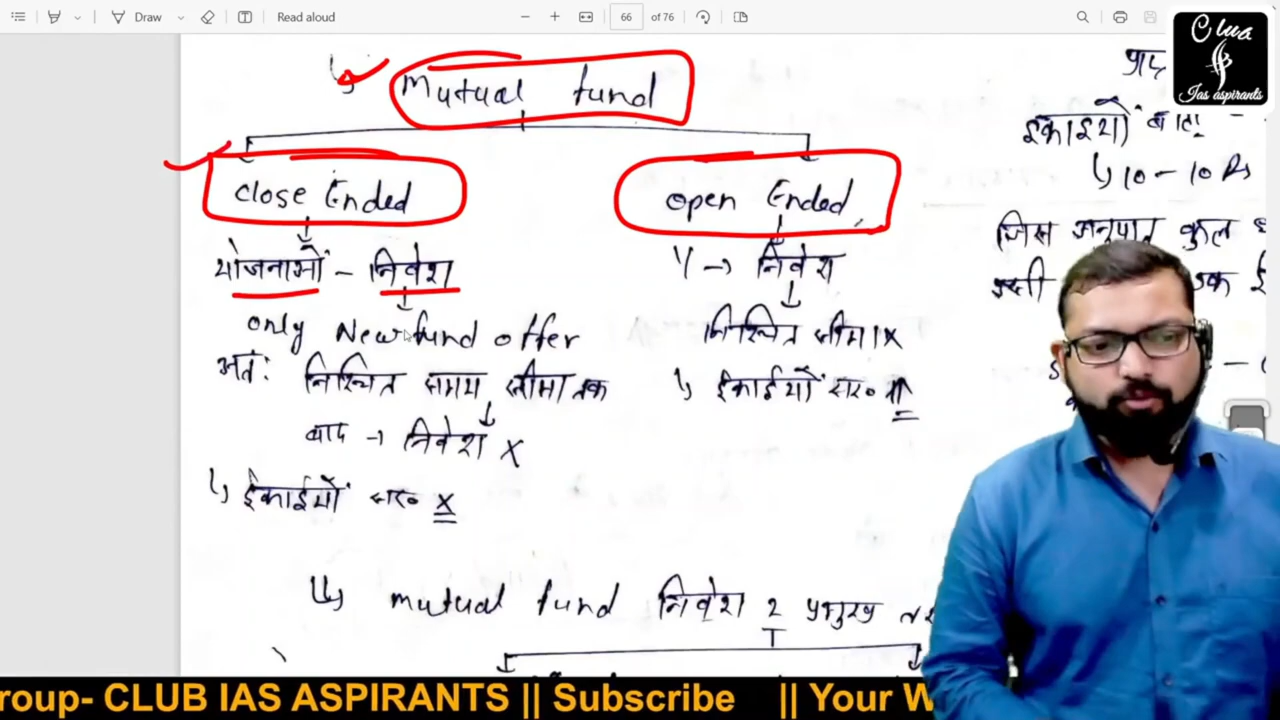 Draw
Read aloud
66 of 76
Club
Ias aspirants
Mutual fund
Close Ended
open Ended
योजनाओं - निवेश
only New fund offer
अतः निश्चित समय सीमा तक
बाद → निवेश X
इकाईयों सं॰ X
→ निवेश
निश्चित सीमा X
इकाईयों सं॰
इकाईयों
10 - 10 Rs
जिस अनुपात कुल
mutual fund निवेश 2 प्रमुख
roup- CLUB IAS ASPIRANTS || Subscribe || Your W